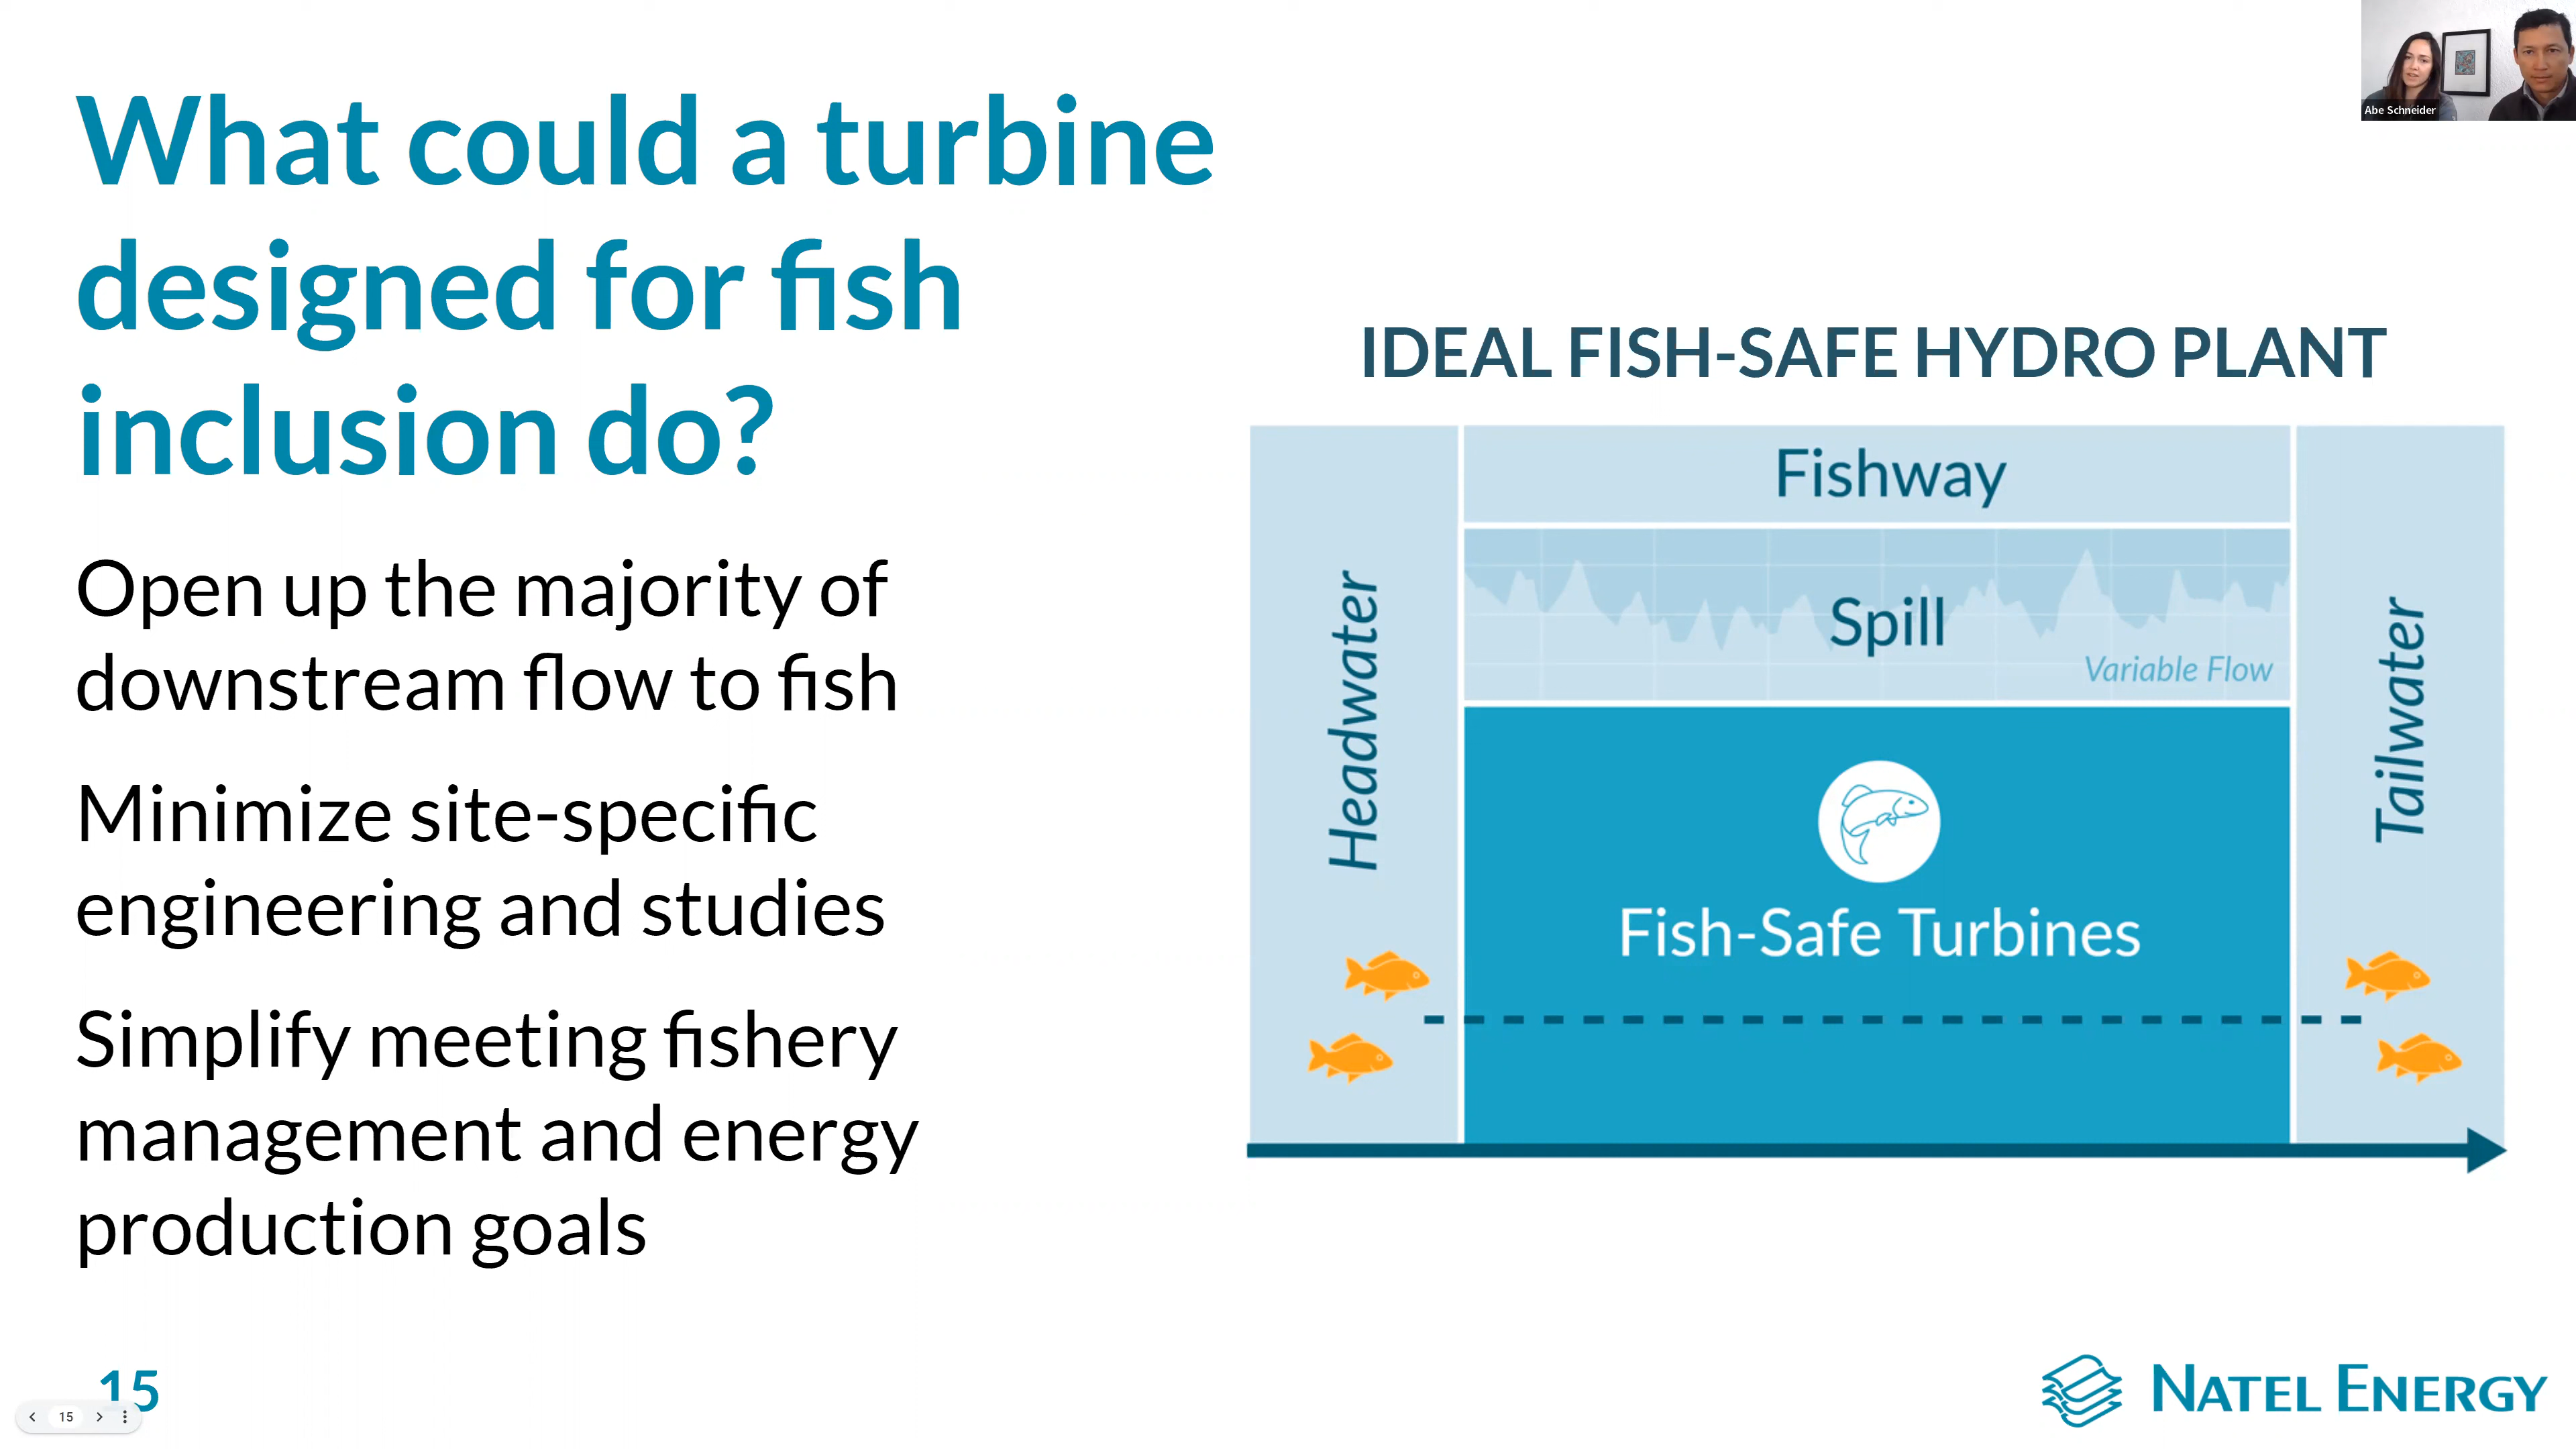 What could a turbine
designed for fish
inclusion do?
Open up the majority of
downstream flow to fish
Minimize site-specific
engineering and studies
Simplify meeting fishery
management and energy
production goals
IDEAL FISH-SAFE HYDRO PLANT
Headwater
Fishway
Spill
Variable Flow
Fish-Safe Turbines
Tailwater
Abe Schneider
15
15
NATEL ENERGY